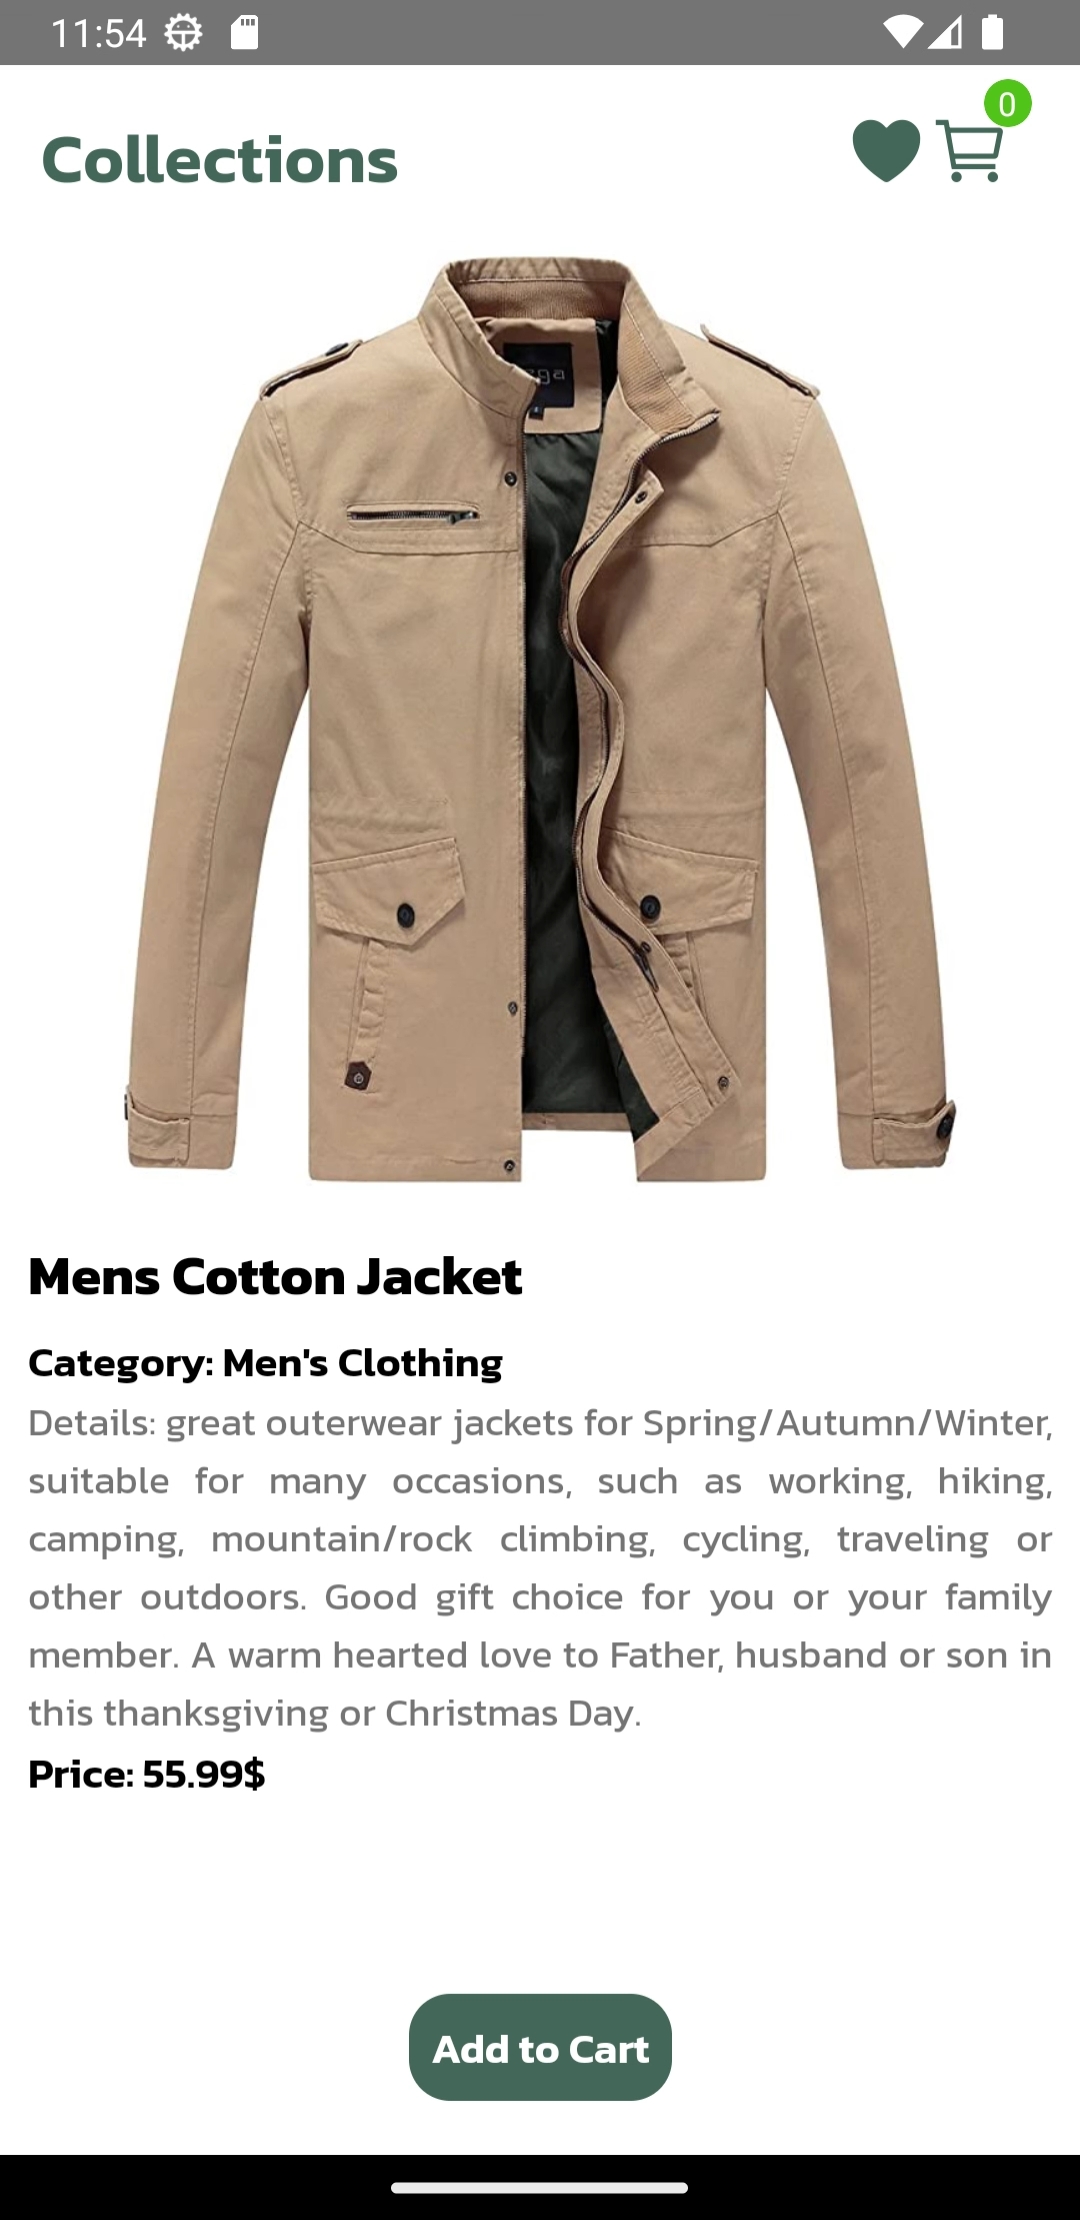 11:54
0
Collections
Mens Cotton Jacket
Category: Men's Clothing
Details: great outerwear jackets for Spring/Autumn/Winter,
suitable for many occasions, such as working, hiking,
camping, mountain/rock climbing, cycling, traveling or
other outdoors. Good gift choice for you or your family
member. A warm hearted love to Father, husband or son in
this thanksgiving or Christmas Day.
Price: 55.99$
Add to Cart